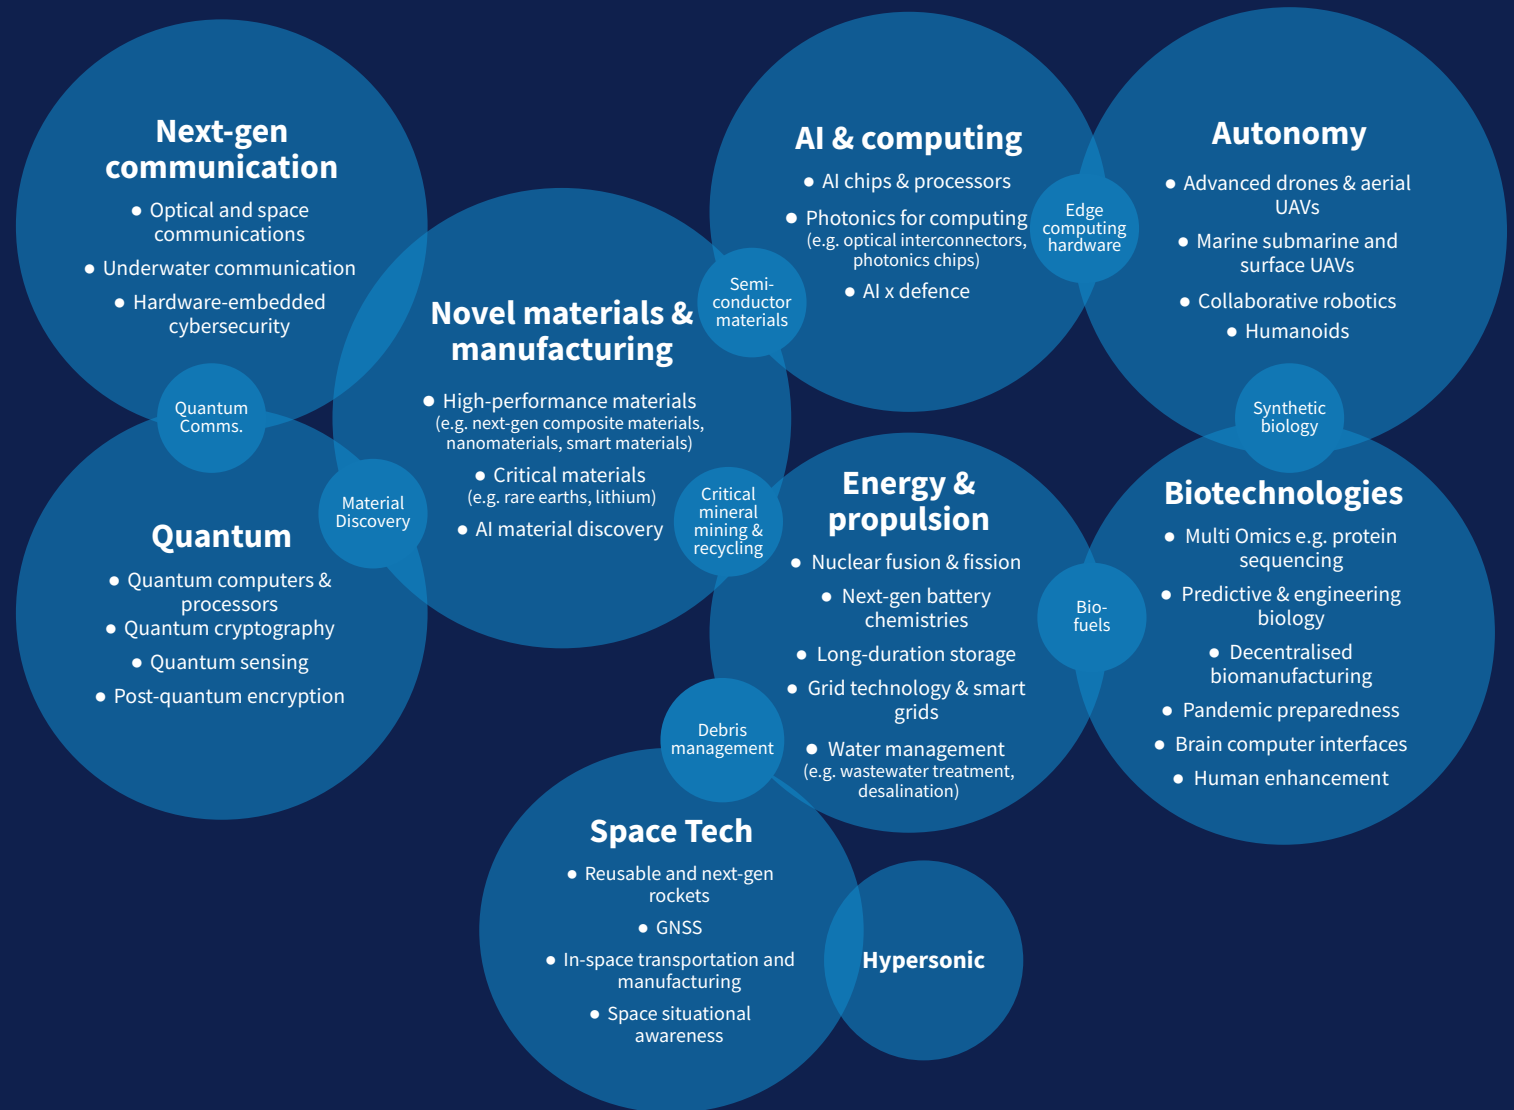 Next-gen
communication
● Optical and space
communications
● Underwater communication
● Hardware-embedded
cybersecurity
Quantum
Comms.
Quantum
● Quantum computers &
processors
● Quantum cryptography
● Quantum sensing
● Post-quantum encryption
Material
Discovery
Novel materials &
manufacturing
● High-performance materials
(e.g. next-gen composite materials,
nanomaterials, smart materials)
● Critical materials
(e.g. rare earths, lithium)
● AI material discovery
Semi-
conductor
materials
Critical
mineral
mining &
recycling
AI & computing
● AI chips & processors
● Photonics for computing
(e.g. optical interconnectors,
photonics chips)
● AI x defence
Edge
computing
hardware
Autonomy
● Advanced drones & aerial
UAVs
● Marine submarine and
surface UAVs
● Collaborative robotics
● Humanoids
Synthetic
biology
Energy &
propulsion
● Nuclear fusion & fission
● Next-gen battery
chemistries
● Long-duration storage
● Grid technology & smart
grids
● Water management
(e.g. wastewater treatment,
desalination)
Bio-
fuels
Biotechnologies
● Multi Omics e.g. protein
sequencing
● Predictive & engineering
biology
● Decentralised
biomanufacturing
● Pandemic preparedness
● Brain computer interfaces
● Human enhancement
Debris
management
Space Tech
● Reusable and next-gen
rockets
● GNSS
● In-space transportation and
manufacturing
● Space situational
awareness
Hypersonic